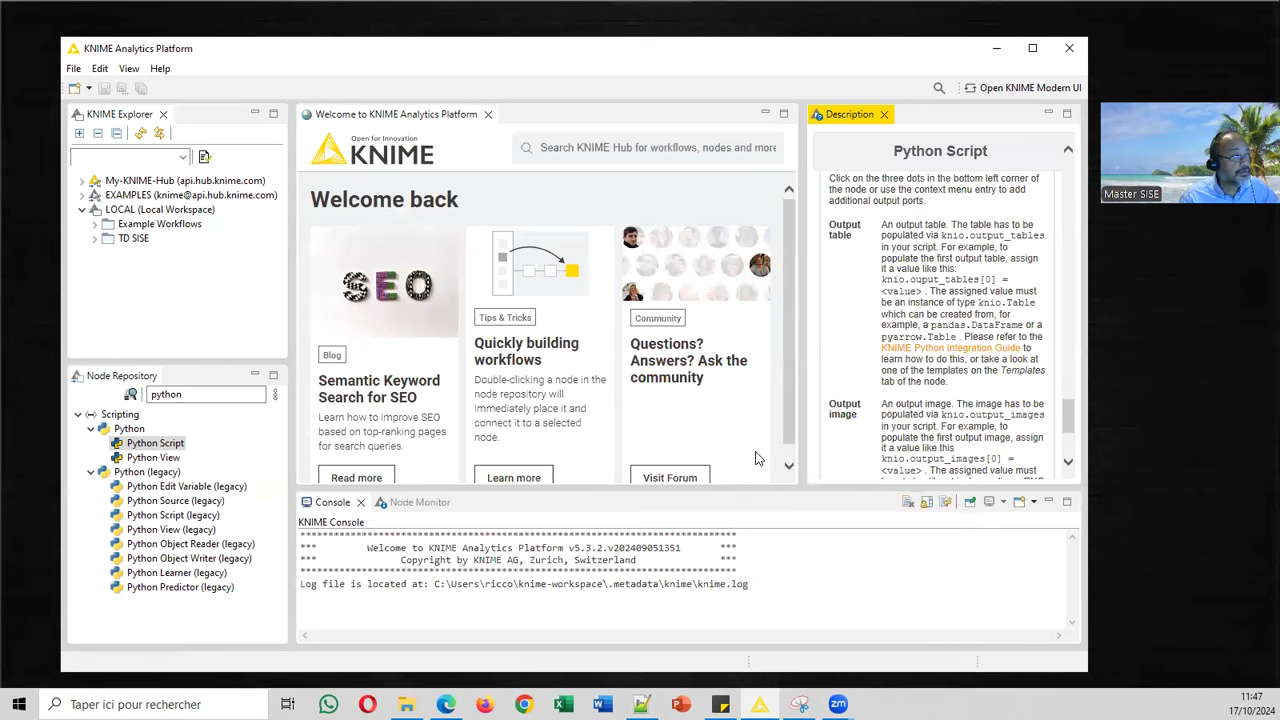 KNIME Analytics Platform
File Edit View Help
Open KNIME Modern UI
KNIME Explorer
My-KNIME-Hub (api.hub.knime.com)
EXAMPLES (knime@api.hub.knime.com)
LOCAL (Local Workspace)
Example Workflows
TD SISE
Node Repository
python
Scripting
Python
Python Script
Python View
Python (legacy)
Python Edit Variable (legacy)
Python Source (legacy)
Python Script (legacy)
Python View (legacy)
Python Object Reader (legacy)
Python Object Writer (legacy)
Python Learner (legacy)
Python Predictor (legacy)
Welcome to KNIME Analytics Platform
Open for Innovation
KNIME
Search KNIME Hub for workflows, nodes and more
Welcome back
SEO
Blog
Semantic Keyword
Search for SEO
Learn how to improve SEO
based on top-ranking pages
for search queries.
Read more
Tips & Tricks
Quickly building
workflows
Double-clicking a node in the
node repository will
immediately place it and
connect it to a selected
node.
Learn more
Community
Questions?
Answers? Ask the
community
Visit Forum
Description
Python Script
Click on the three dots in the bottom left corner of
the node or use the context menu entry to add
additional output ports.
Output
table
An output table. The table has to be
populated via knio.output_tables
in your script. For example, to
populate the first output table, assign
it a value like this:
knio.ouput_tables[0] =
<value> . The assigned value must
be an instance of type knio.Table
which can be created from, for
example, a pandas.DataFrame or a
pyarrow.Table . Please refer to the
KNIME Python Integration Guide to
learn how to do this, or take a look at
one of the templates on the Templates
tab of the node.
Output
image
An output image. The image has to be
populated via knio.output_images
in your script. For example, to
populate the first output image, assign
it a value like this
knio.output_images[0] =
<value> . The assigned value must
Console
Node Monitor
KNIME Console
********************************************************************************
*** Welcome to KNIME Analytics Platform v5.3.2.v202409051351 ***
*** Copyright by KNIME AG, Zurich, Switzerland ***
********************************************************************************
Log file is located at: C:\Users\ricco\knime-workspace\.metadata\knime\knime.log
Master SISE
Taper ici pour rechercher
zm
11:47
17/10/2024